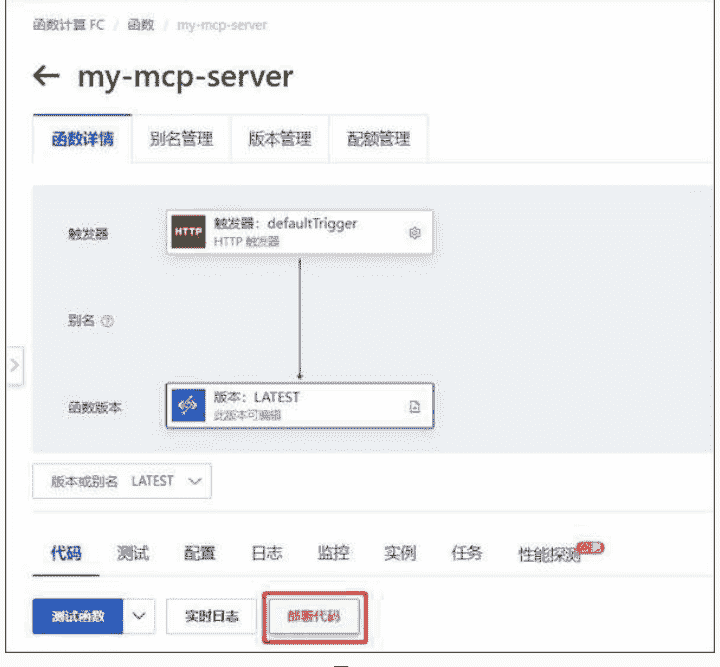 函数计算 FC / 函数 / my-mcp-server
← my-mcp-server
函数详情 别名管理 版本管理 配额管理
触发器
HTTP
触发器：defaultTrigger
HTTP 触发器
别名
函数版本
版本：LATEST
此版本可编辑
版本或别名 LATEST
代码 测试 配置 日志 监控 实例 任务 性能探测
测试函数 实时日志 部署代码